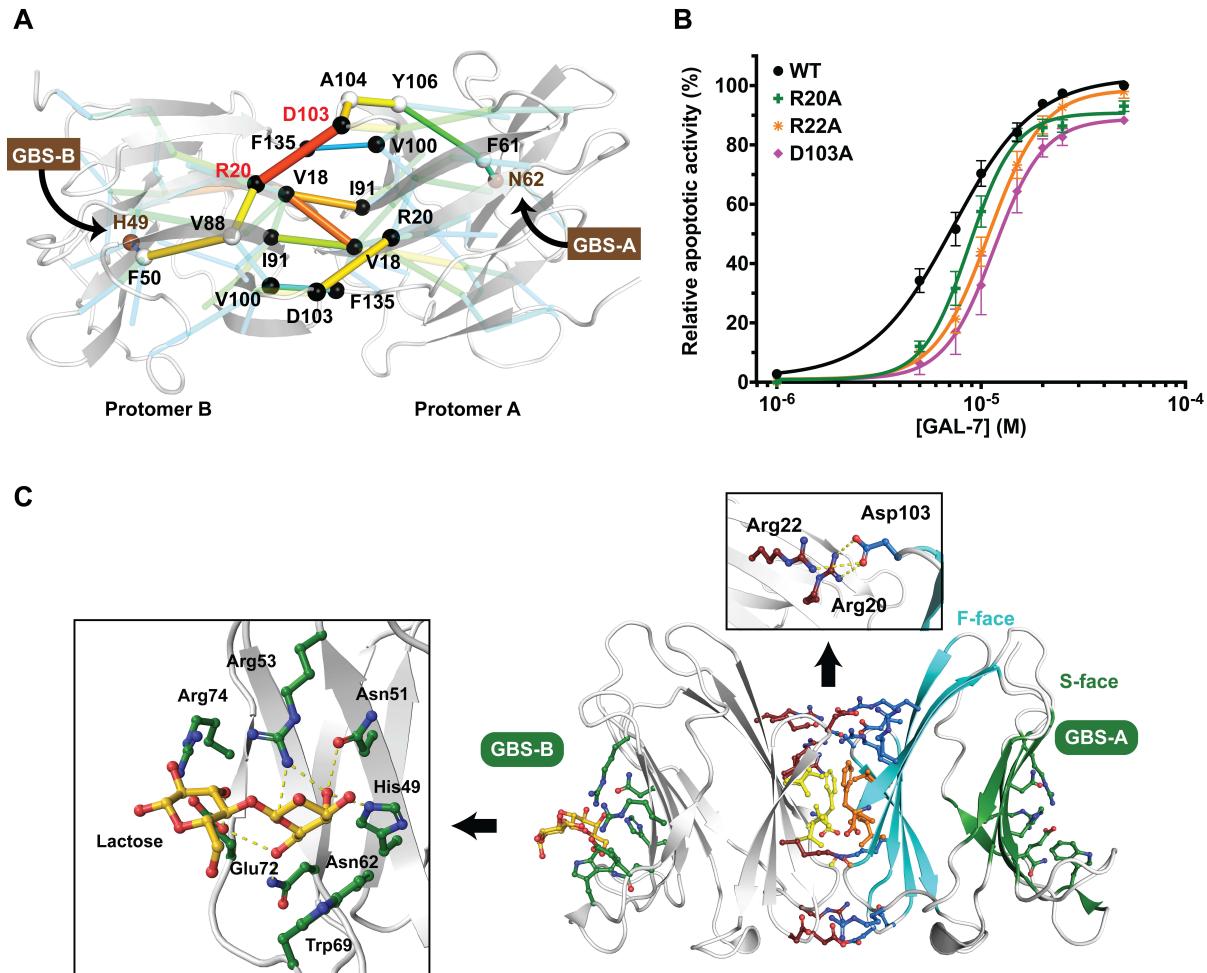 A
A104
Y106
D103
F135
V100
F61
GBS-B
R20
V18
I91
N62
H49
V88
R20
GBS-A
F50
I91
V18
V100
D103
F135
Protomer B
Protomer A
B
WT
R20A
R22A
D103A
Relative apoptotic activity (%)
100
80
60
40
20
0
10-6
10-5
10-4
[GAL-7] (M)
C
Arg22
Asp103
Arg20
F-face
S-face
GBS-B
GBS-A
Arg53
Arg74
Asn51
His49
Lactose
Glu72
Asn62
Trp69